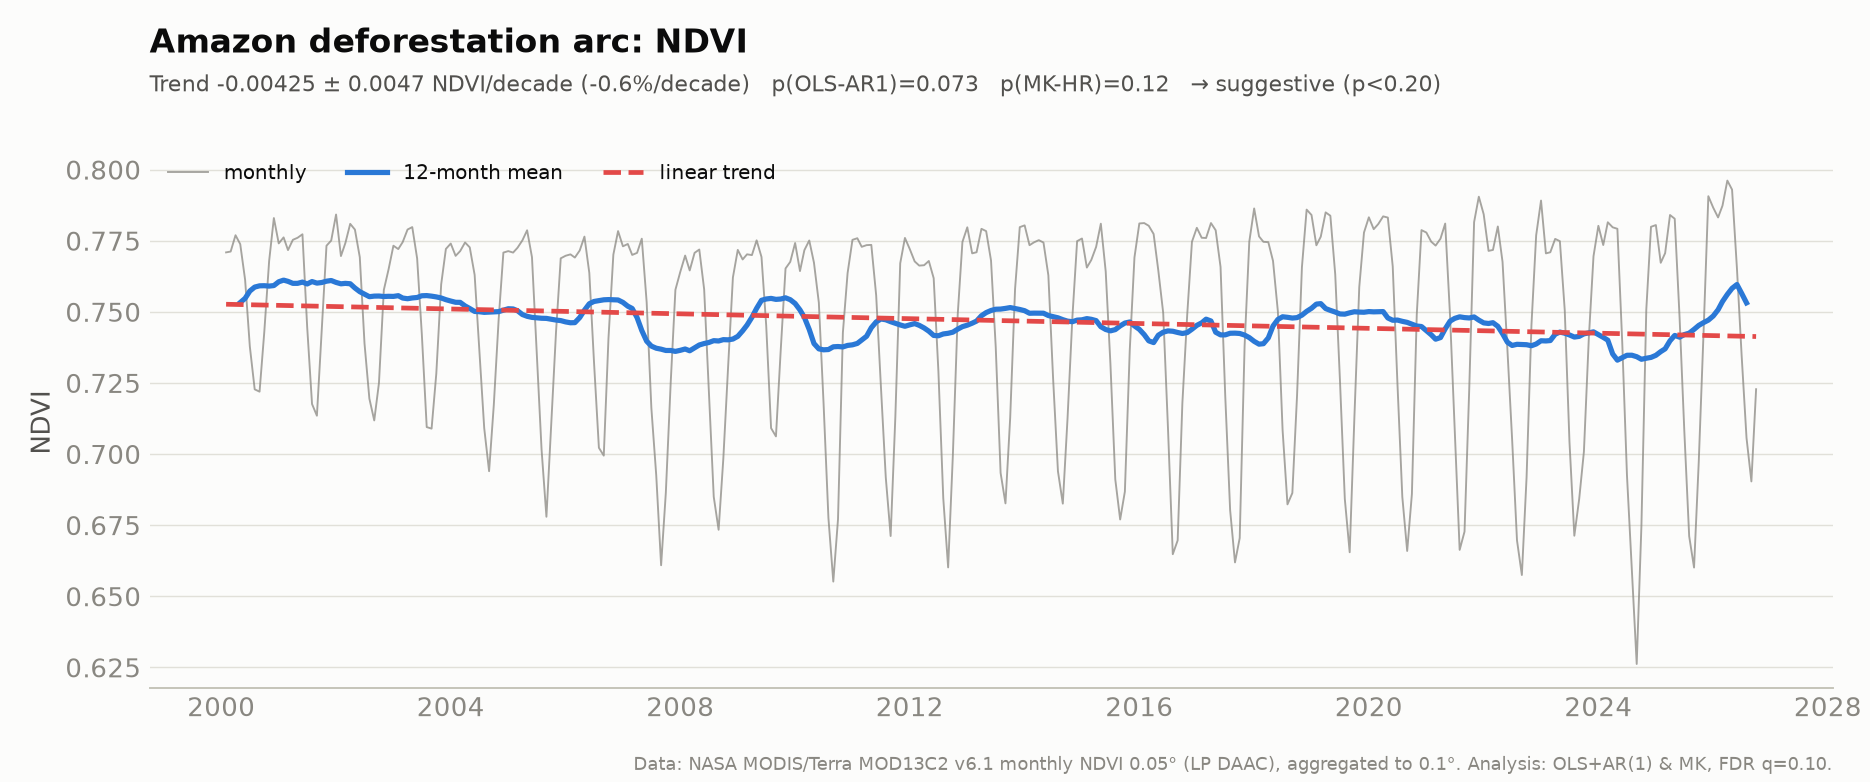 Amazon deforestation arc: NDVI
Trend -0.00425 ± 0.0047 NDVI/decade (-0.6%/decade) p(OLS-AR1)=0.073 p(MK-HR)=0.12 → suggestive (p<0.20)
monthly 12-month mean linear trend
0.800
0.775
0.750
0.725
0.700
0.675
0.650
0.625
NDVI
2000 2004 2008 2012 2016 2020 2024 2028
Data: NASA MODIS/Terra MOD13C2 v6.1 monthly NDVI 0.05° (LP DAAC), aggregated to 0.1°. Analysis: OLS+AR(1) & MK, FDR q=0.10.